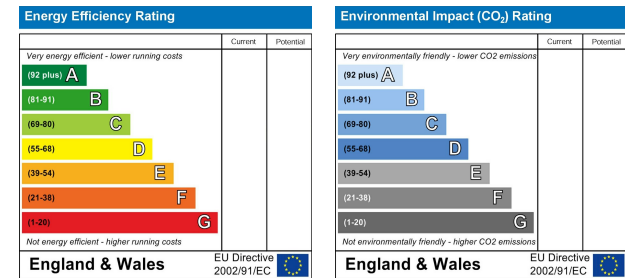 Energy Efficiency Rating
Current Potential
Very energy efficient - lower running costs
(92 plus) A
(81-91) B
(69-80) C
(55-68) D
(39-54) E
(21-38) F
(1-20) G
Not energy efficient - higher running costs
England & Wales
EU Directive
2002/91/EC
Environmental Impact (CO₂) Rating
Current Potential
Very environmentally friendly - lower CO2 emissions
(92 plus) A
(81-91) B
(69-80) C
(55-68) D
(39-54) E
(21-38) F
(1-20) G
Not environmentally friendly - higher CO2 emissions
England & Wales
EU Directive
2002/91/EC